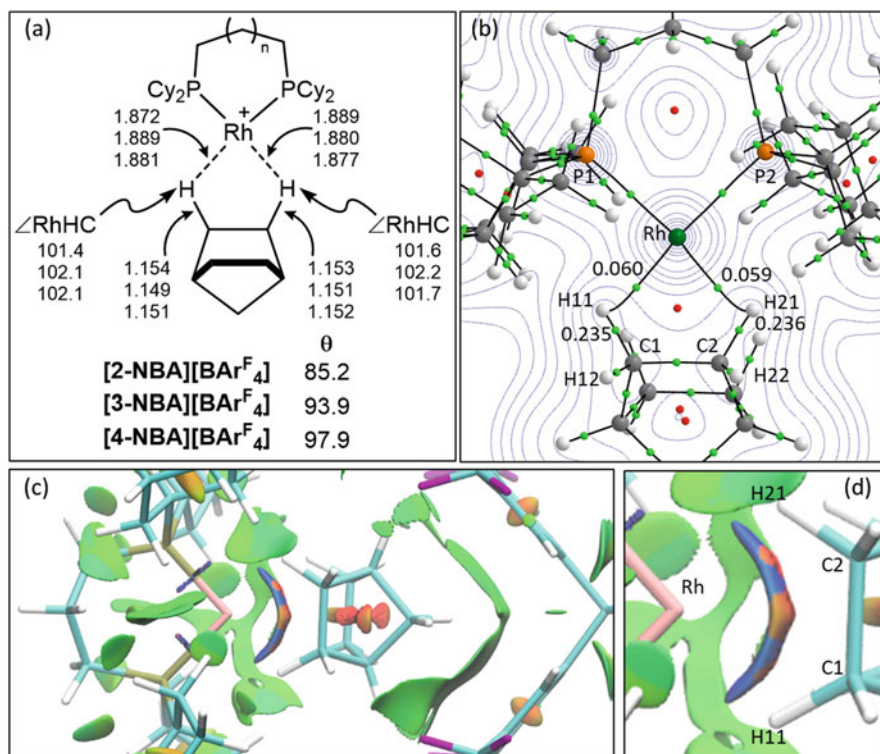 (a)
n
Cy₂P PCy₂
1.872 + 1.889
1.889 Rh 1.880
1.881 1.877
H H
∠RhHC ∠RhHC
101.4 101.6
102.1 1.154 1.153 102.2
102.1 1.149 1.151 101.7
1.151 1.152
θ
[2-NBA][BArF₄] 85.2
[3-NBA][BArF₄] 93.9
[4-NBA][BArF₄] 97.9
(b)
P1 P2
Rh
0.060 0.059
H11 H21
0.235 0.236
C1 C2
H12 H22
(c)
(d)
H21
C2
Rh
C1
H11